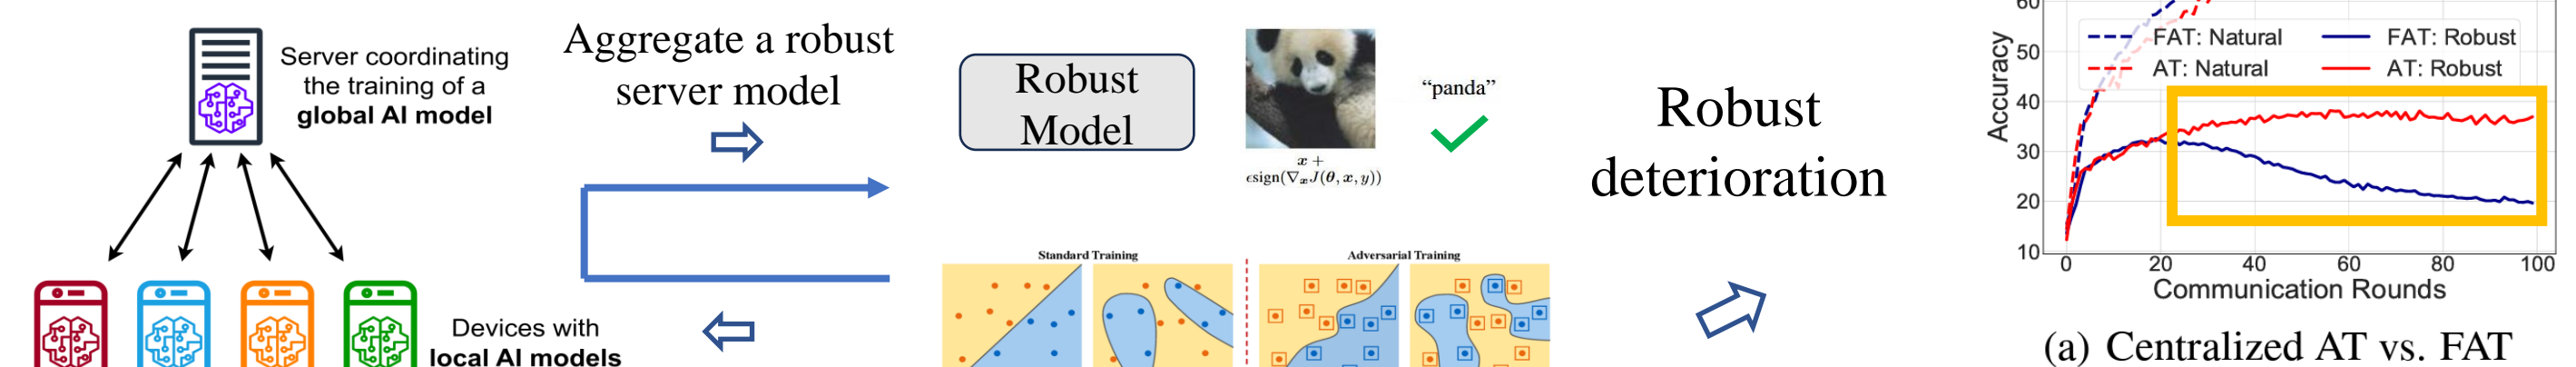 Server coordinating
the training of a
global AI model
Devices with
local AI models
Aggregate a robust
server model
Robust
Model
"panda"
x +
ϵsign(∇ₓJ(θ, x, y))
Standard Training
Adversarial Training
Robust
deterioration
Accuracy
60
50
40
30
20
10
FAT: Natural
FAT: Robust
AT: Natural
AT: Robust
0
20
40
60
80
100
Communication Rounds
(a) Centralized AT vs. FAT